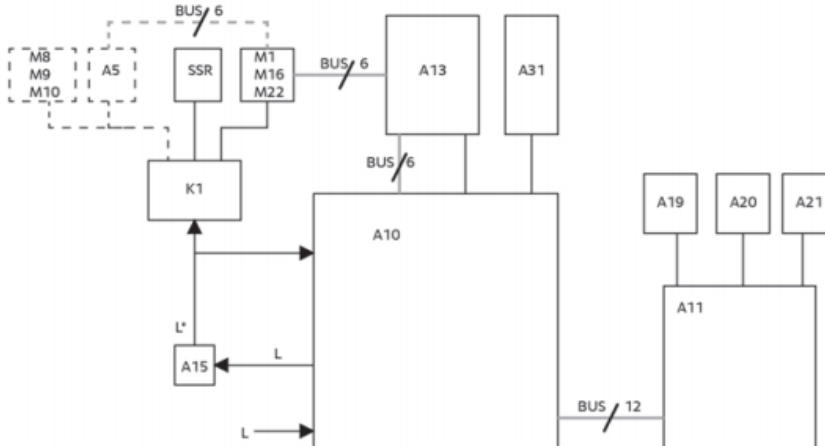 BUS 6
M8
M9
M10
A5
SSR
M1
M16
M22
BUS 6
A13
A31
BUS 6
K1
A10
A19
A20
A21
A11
L*
A15
L
BUS 12
L